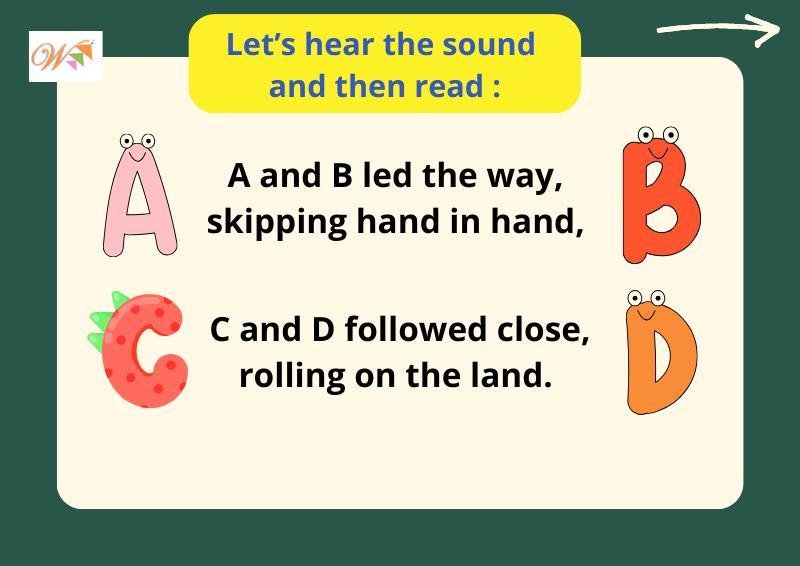 Let's hear the sound
and then read :
W
A and B led the way,
skipping hand in hand,
A
B
C and D followed close,
rolling on the land.
C
D